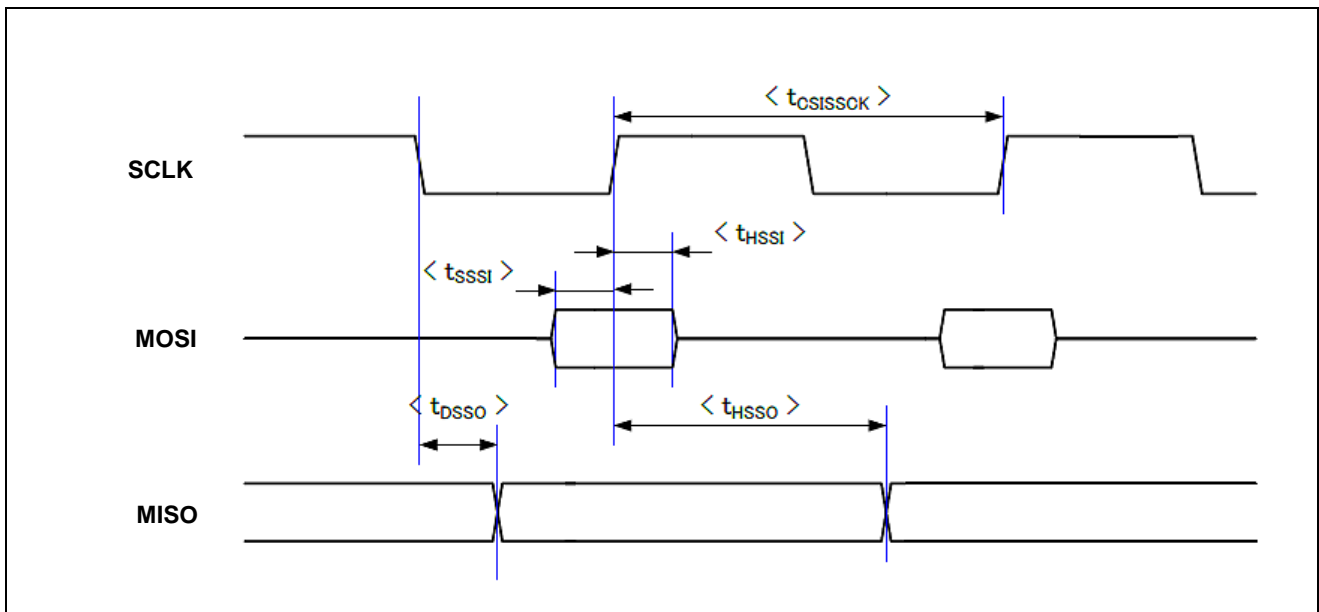 < tCSISSCK >
SCLK
< tHSSI >
< tSSSI >
MOSI
< tDSSO >
< tHSSO >
MISO